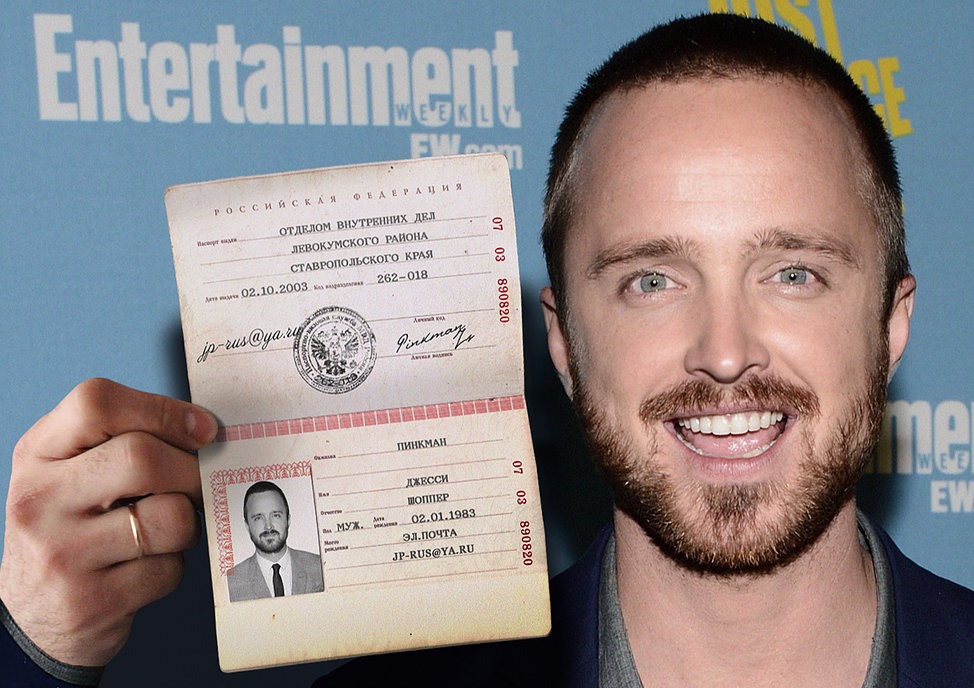 Entertainment
WEEKLY
EW.com
JUST
РОССИЙСКАЯ ФЕДЕРАЦИЯ
Паспорт выдан
ОТДЕЛОМ ВНУТРЕННИХ ДЕЛ
ЛЕВОКУМСКОГО РАЙОНА
СТАВРОПОЛЬСКОГО КРАЯ
Дата выдачи 02.10.2003 Код подразделения 262-018
07 03 890820
Личный код
jp-rus@ya.ru
Pinkman
Личная подпись
262-018
ПИНКМАН
Фамилия
ДЖЕССИ
Имя
ШОППЕР
Отчество
Пол МУЖ. Дата рождения 02.01.1983
Место рождения
ЭЛ.ПОЧТА
JP-RUS@YA.RU
07 03 890820
EW